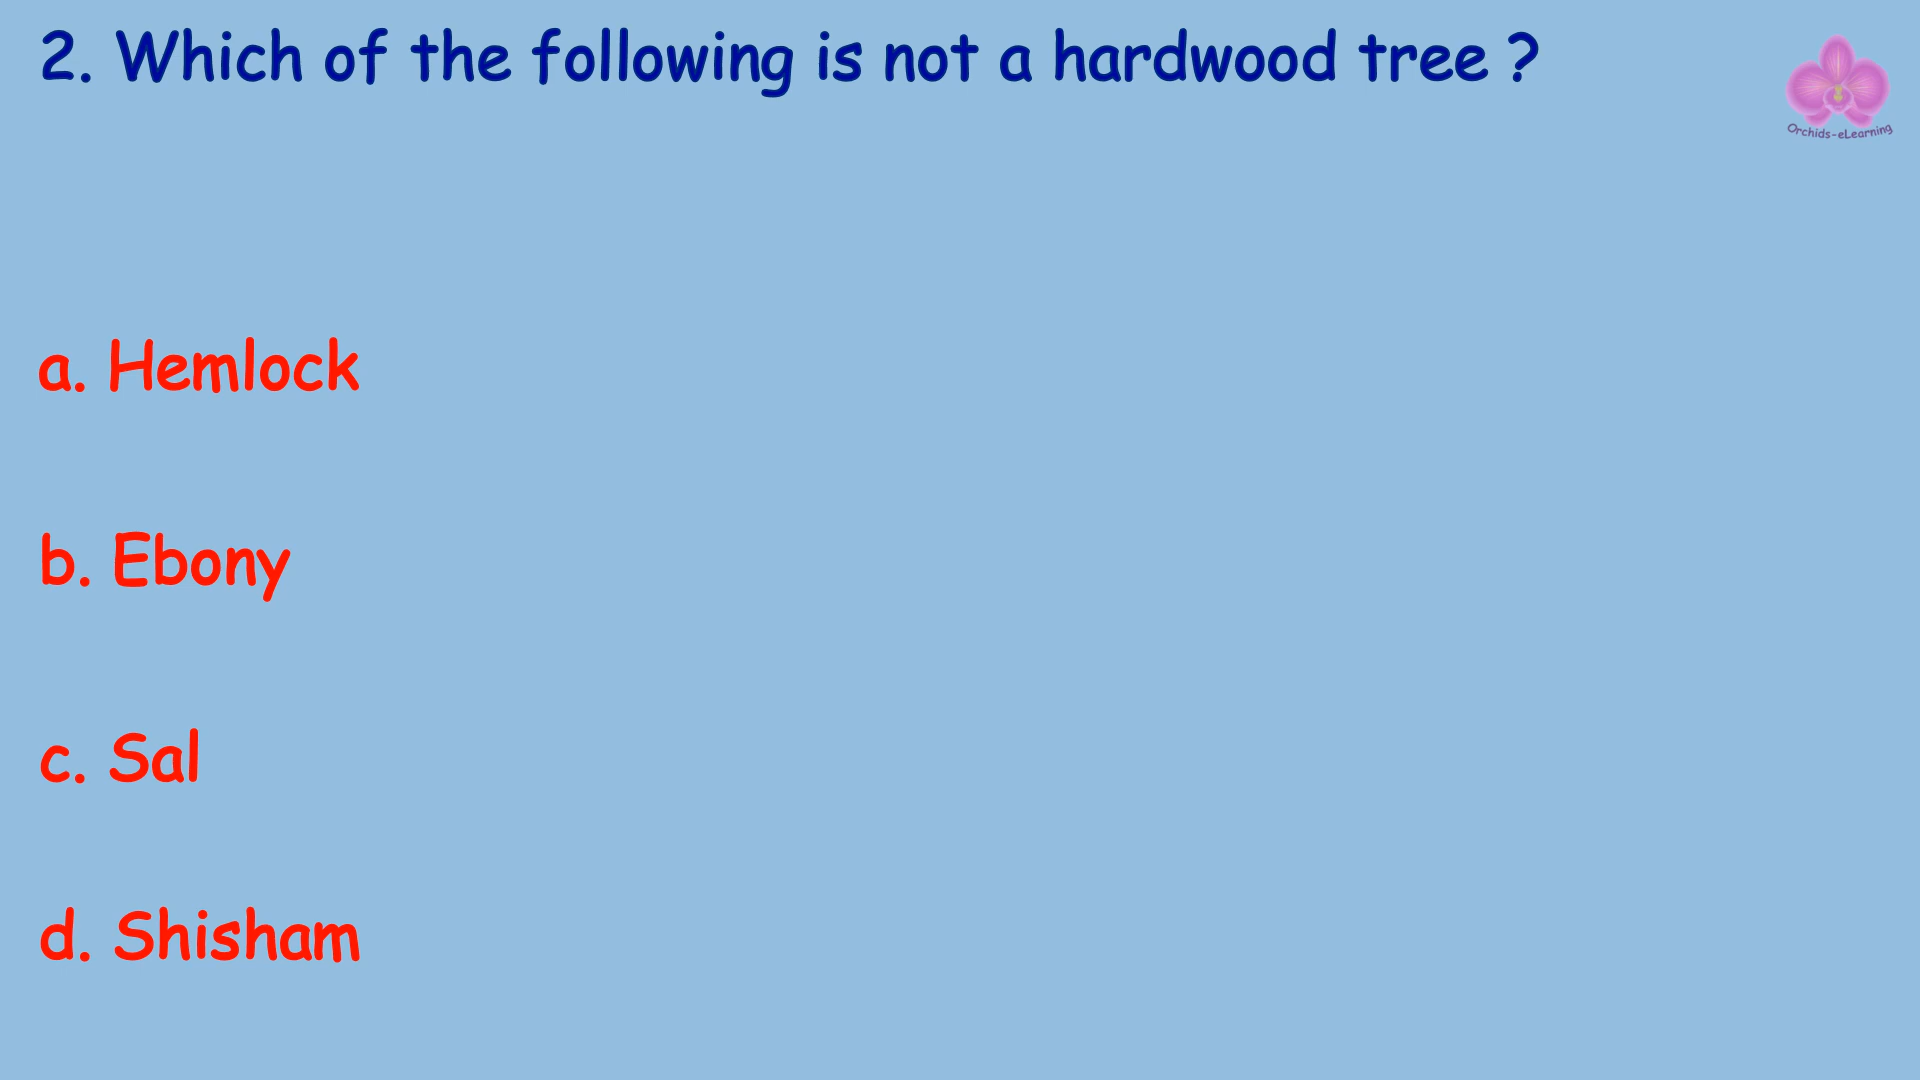 2. Which of the following is not a hardwood tree ?
Orchids-eLearning
a. Hemlock
b. Ebony
c. Sal
d. Shisham